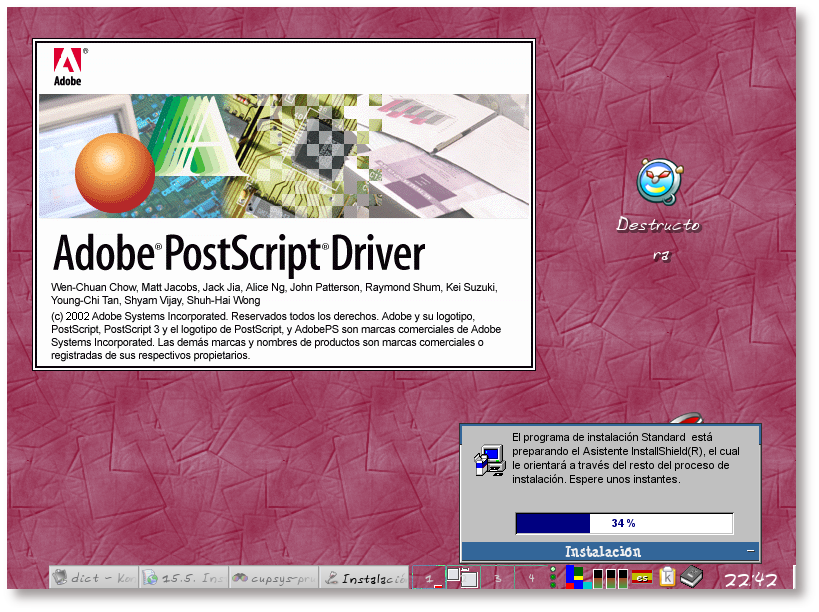 Adobe
Adobe® PostScript® Driver
Wen-Chuan Chow, Matt Jacobs, Jack Jia, Alice Ng, John Patterson, Raymond Shum, Kei Suzuki,
Young-Chi Tan, Shyam Vijay, Shuh-Hai Wong
(c) 2002 Adobe Systems Incorporated. Reservados todos los derechos. Adobe y su logotipo,
PostScript, PostScript 3 y el logotipo de PostScript, y AdobePS son marcas comerciales de Adobe
Systems Incorporated. Las demás marcas y nombres de productos son marcas comerciales o
registradas de sus respectivos propietarios.
Destructo
ra
El programa de instalación Standard está
preparando el Asistente InstallShield(R), el cual
le orientará a través del resto del proceso de
instalación. Espere unos instantes.
34%
Instalación
dict - Kon
15.5. Ins
cupsys-pr
Instalació
1 3 4
es
22:42